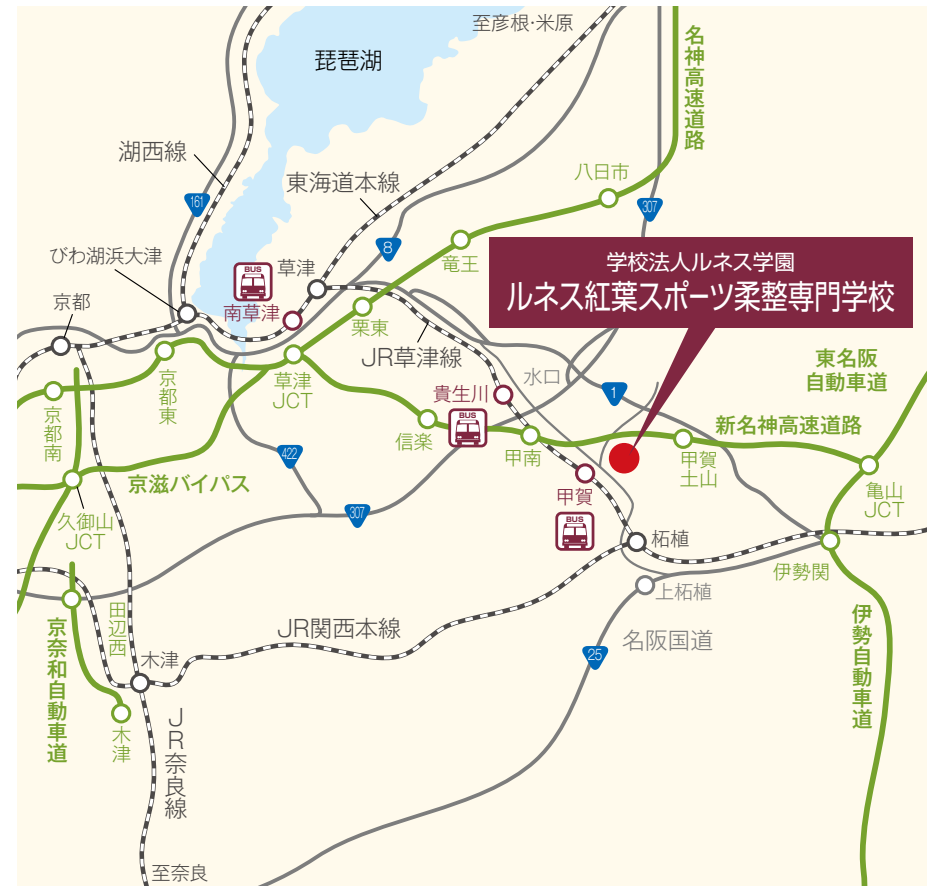 至彦根・米原
琵琶湖
名神高速道路
湖西線
東海道本線
八日市
161
307
8
びわ湖浜大津
BUS
草津
竜王
学校法人ルネス学園
ルネス紅葉スポーツ柔整専門学校
京都
南草津
栗東
JR草津線
東名阪
自動車道
京都東
草津
JCT
水口
貴生川
1
京都南
信楽
BUS
甲南
新名神高速道路
甲賀
土山
422
京滋バイパス
甲賀
亀山
JCT
307
久御山
JCT
BUS
柘植
伊勢関
上柘植
田辺西
京奈和自動車道
JR関西本線
名阪国道
伊勢自動車道
25
木津
木津
JR奈良線
至奈良